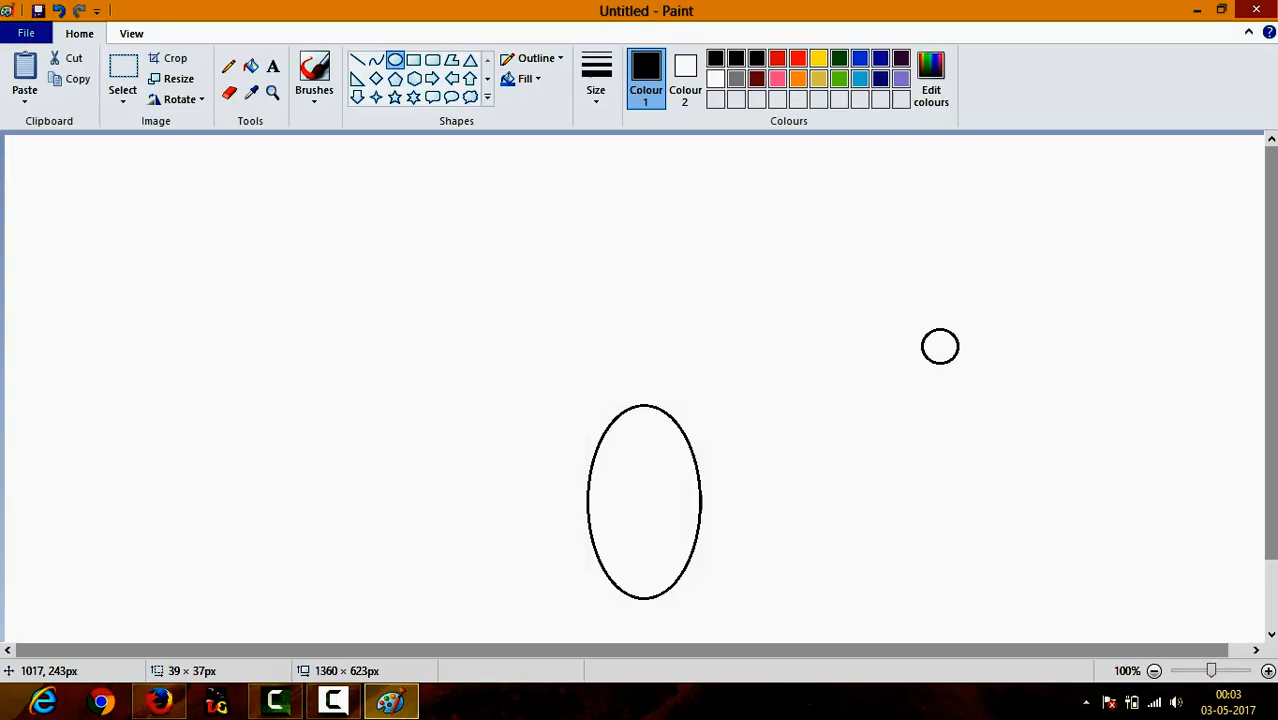 Untitled - Paint
File Home View
Paste
Cut
Copy
Clipboard
Select
Crop
Resize
Rotate
Image
A
Tools
Brushes
Outline
Fill
Shapes
Size
Colour 1
Colour 2
Edit colours
Colours
1017, 243px
39 × 37px
1360 × 623px
100%
00:03
03-05-2017